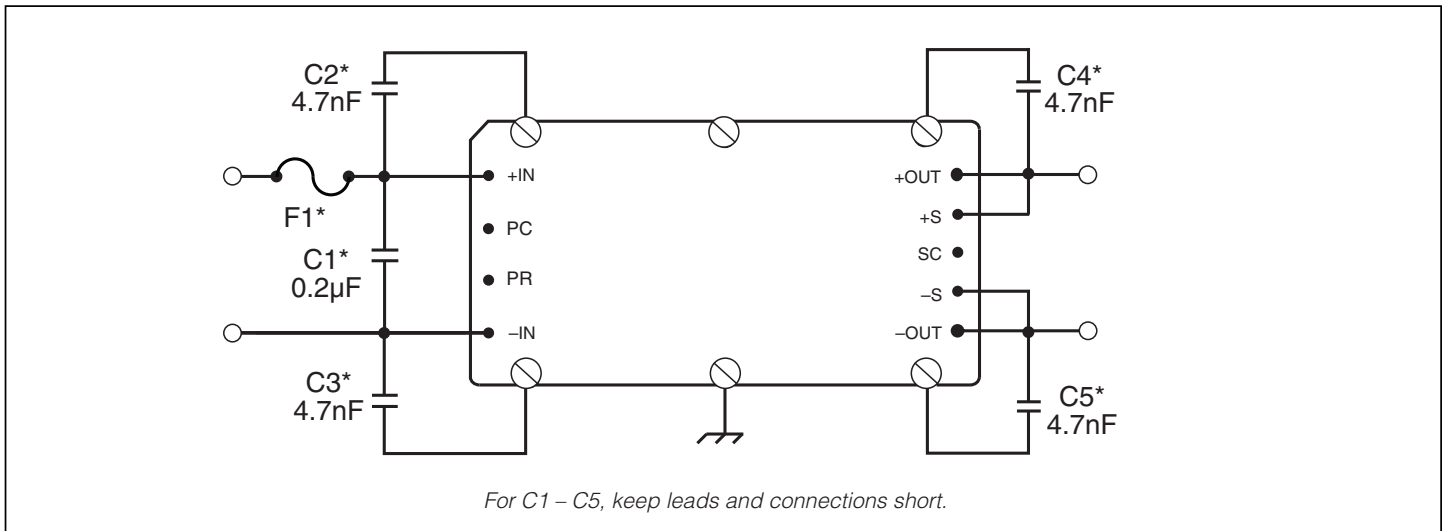 C2*
4.7nF
C4*
4.7nF
+IN
+OUT
F1*
+S
PC
SC
C1*
0.2µF
PR
–S
–IN
–OUT
C3*
4.7nF
C5*
4.7nF
For C1 – C5, keep leads and connections short.